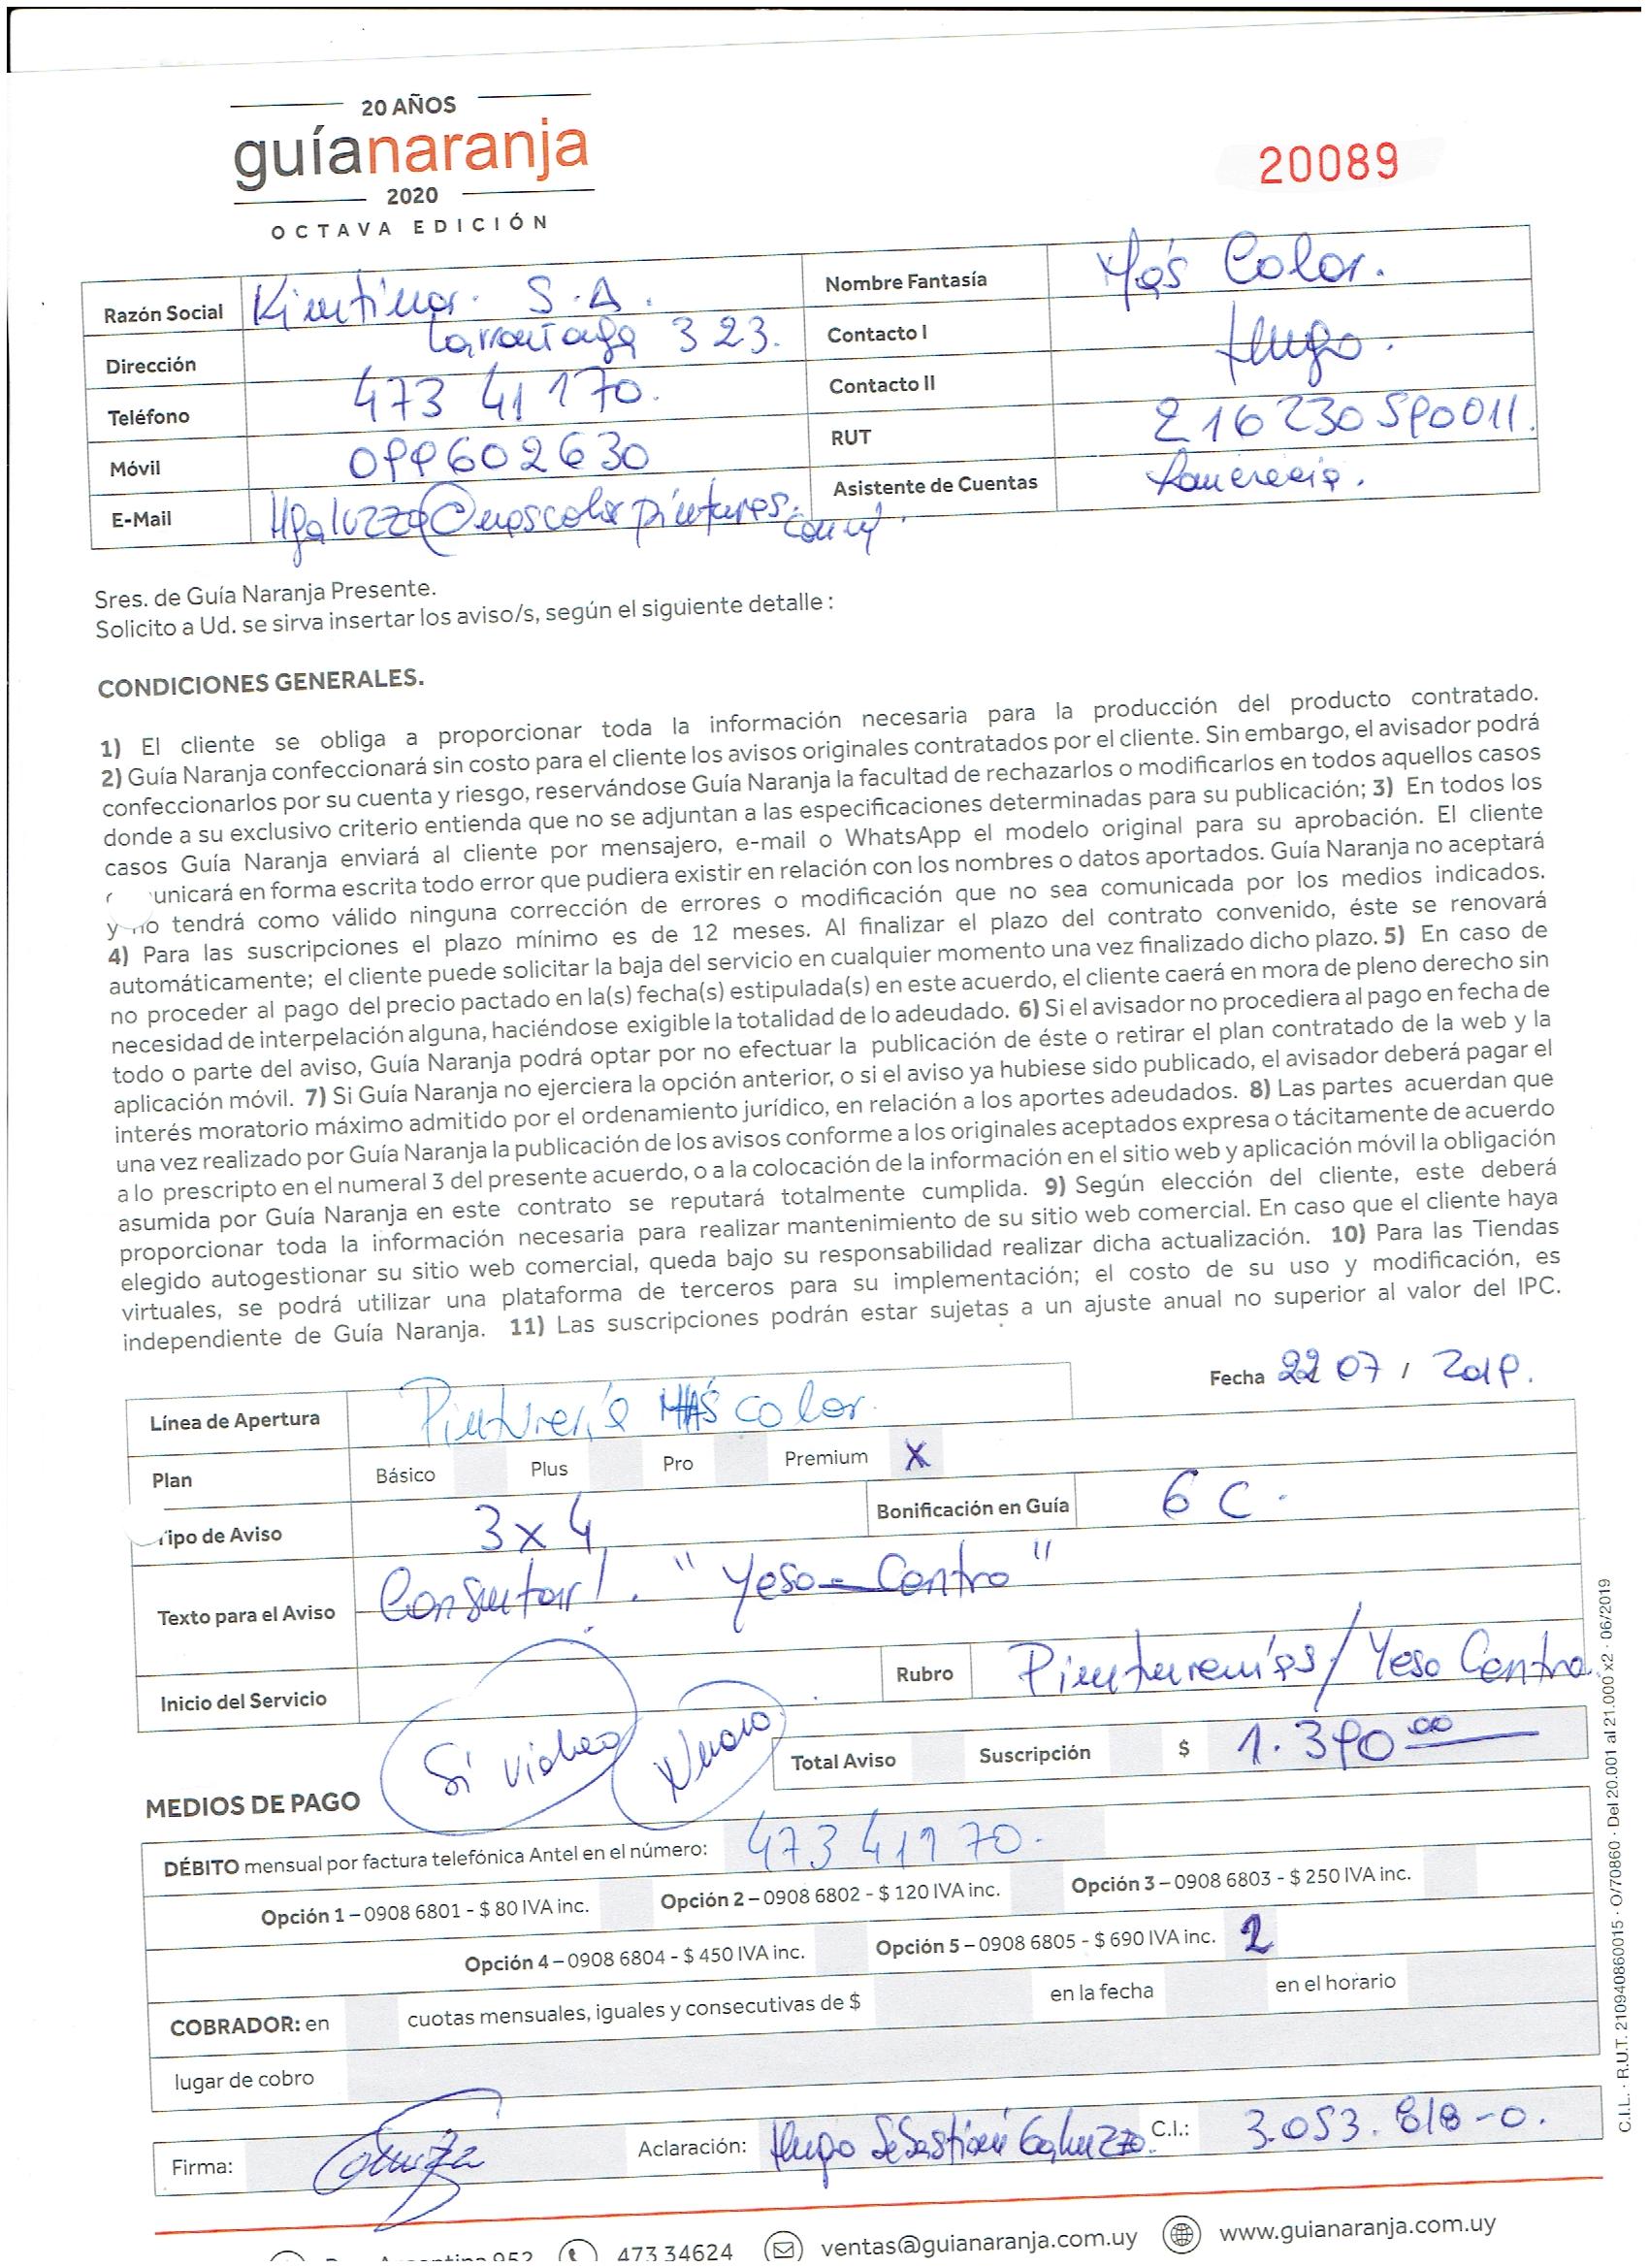 20 AÑOS
guíanaranja
2020
OCTAVA EDICIÓN
20089
Razón Social Kintinor. S.A. Nombre Fantasía Más Color.
Dirección Larrañaga 323. Contacto I Hugo.
Teléfono 473 41 170. Contacto II
Móvil 099602630 RUT 216230590011.
E-Mail Hgaluzzo@mascolorpinturas. Asistente de Cuentas
Sres. de Guía Naranja Presente.
Solicito a Ud. se sirva insertar los aviso/s, según el siguiente detalle :
CONDICIONES GENERALES.
1) El cliente se obliga a proporcionar toda la información necesaria para la producción del producto contratado.
2) Guía Naranja confeccionará sin costo para el cliente los avisos originales contratados por el cliente. Sin embargo, el avisador podrá
confeccionarlos por su cuenta y riesgo, reservándose Guía Naranja la facultad de rechazarlos o modificarlos en todos aquellos casos
donde a su exclusivo criterio entienda que no se adjuntan a las especificaciones determinadas para su publicación; 3) En todos los
casos Guía Naranja enviará al cliente por mensajero, e-mail o WhatsApp el modelo original para su aprobación. El cliente
unicará en forma escrita todo error que pudiera existir en relación con los nombres o datos aportados. Guía Naranja no aceptará
y no tendrá como válido ninguna corrección de errores o modificación que no sea comunicada por los medios indicados.
4) Para las suscripciones el plazo mínimo es de 12 meses. Al finalizar el plazo del contrato convenido, éste se renovará
automáticamente; el cliente puede solicitar la baja del servicio en cualquier momento una vez finalizado dicho plazo. 5) En caso de
no proceder al pago del precio pactado en la(s) fecha(s) estipulada(s) en este acuerdo, el cliente caerá en mora de pleno derecho sin
necesidad de interpelación alguna, haciéndose exigible la totalidad de lo adeudado. 6) Si el avisador no procediera al pago en fecha de
todo o parte del aviso, Guía Naranja podrá optar por no efectuar la publicación de éste o retirar el plan contratado de la web y la
aplicación móvil. 7) Si Guía Naranja no ejerciera la opción anterior, o si el aviso ya hubiese sido publicado, el avisador deberá pagar el
interés moratorio máximo admitido por el ordenamiento jurídico, en relación a los aportes adeudados. 8) Las partes acuerdan que
una vez realizado por Guía Naranja la publicación de los avisos conforme a los originales aceptados expresa o tácitamente de acuerdo
a lo prescripto en el numeral 3 del presente acuerdo, o a la colocación de la información en el sitio web y aplicación móvil la obligación
asumida por Guía Naranja en este contrato se reputará totalmente cumplida. 9) Según elección del cliente, este deberá
proporcionar toda la información necesaria para realizar mantenimiento de su sitio web comercial. En caso que el cliente haya
elegido autogestionar su sitio web comercial, queda bajo su responsabilidad realizar dicha actualización. 10) Para las Tiendas
virtuales, se podrá utilizar una plataforma de terceros para su implementación; el costo de su uso y modificación, es
independiente de Guía Naranja. 11) Las suscripciones podrán estar sujetas a un ajuste anual no superior al valor del IPC.
Fecha 22 07 / 2019.
Línea de Apertura Pinturería MÁS color.
Plan Básico Plus Pro Premium X
Tipo de Aviso 3 x 4 Bonificación en Guía 6 C.
Texto para el Aviso Consultar! . "Yeso-Centro"
Inicio del Servicio Rubro Pinturerías/Yeso Centro.
Si video
Total Aviso Suscripción $ 1.390 00
MEDIOS DE PAGO
DÉBITO mensual por factura telefónica Antel en el número: 473 41170.
Opción 1 – 0908 6801 - $ 80 IVA inc. Opción 2 – 0908 6802 - $ 120 IVA inc. Opción 3 – 0908 6803 - $ 250 IVA inc.
Opción 4 – 0908 6804 - $ 450 IVA inc. Opción 5 – 0908 6805 - $ 690 IVA inc. 2
COBRADOR: en cuotas mensuales, iguales y consecutivas de $ en la fecha en el horario
lugar de cobro
Firma: Aclaración: Hugo Sebastián Galuzzo. C.I.: 3.053.818-0.
473 34624 ventas@guianaranja.com.uy www.guianaranja.com.uy
C.I.L. · R.U.T. 210940860015 · O/70860 · Del 20.001 al 21.000 x2 · 06/2019